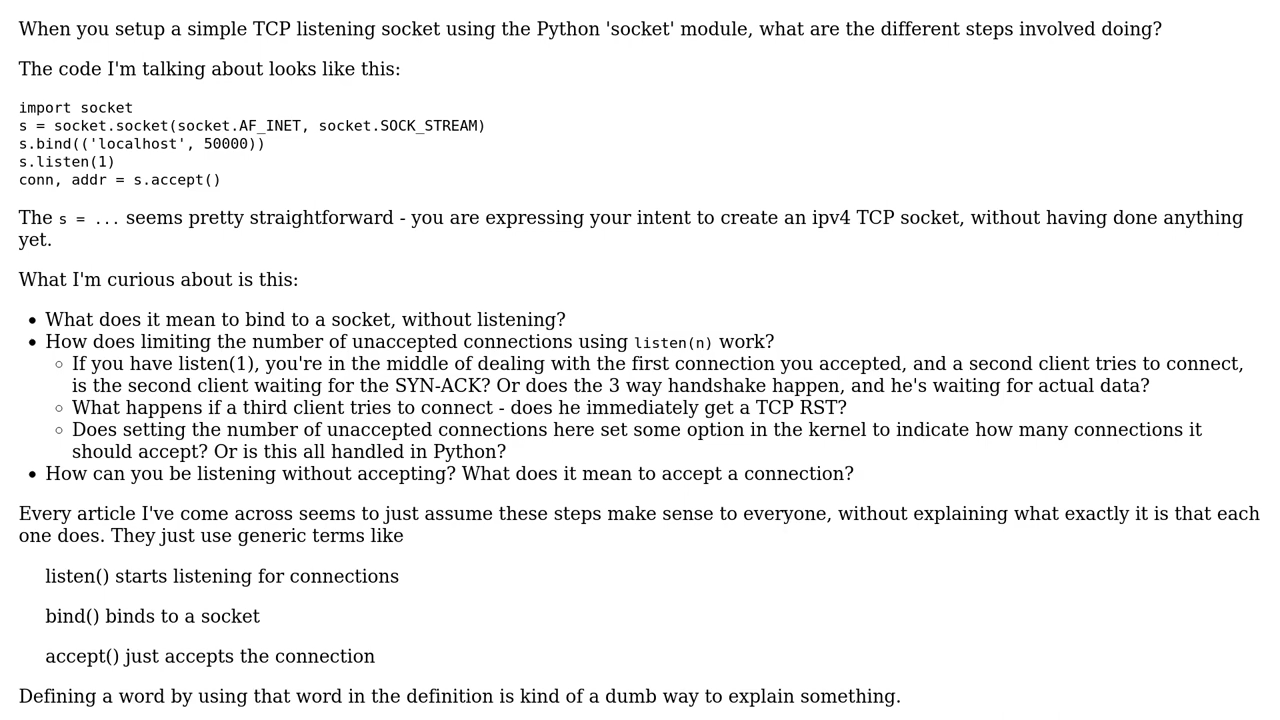 When you setup a simple TCP listening socket using the Python 'socket' module, what are the different steps involved doing?
The code I'm talking about looks like this:
import socket
s = socket.socket(socket.AF_INET, socket.SOCK_STREAM)
s.bind(('localhost', 50000))
s.listen(1)
conn, addr = s.accept()
The s = ... seems pretty straightforward - you are expressing your intent to create an ipv4 TCP socket, without having done anything
yet.
What I'm curious about is this:
• What does it mean to bind to a socket, without listening?
• How does limiting the number of unaccepted connections using listen(n) work?
◦ If you have listen(1), you're in the middle of dealing with the first connection you accepted, and a second client tries to connect,
is the second client waiting for the SYN-ACK? Or does the 3 way handshake happen, and he's waiting for actual data?
◦ What happens if a third client tries to connect - does he immediately get a TCP RST?
◦ Does setting the number of unaccepted connections here set some option in the kernel to indicate how many connections it
should accept? Or is this all handled in Python?
• How can you be listening without accepting? What does it mean to accept a connection?
Every article I've come across seems to just assume these steps make sense to everyone, without explaining what exactly it is that each
one does. They just use generic terms like
listen() starts listening for connections
bind() binds to a socket
accept() just accepts the connection
Defining a word by using that word in the definition is kind of a dumb way to explain something.